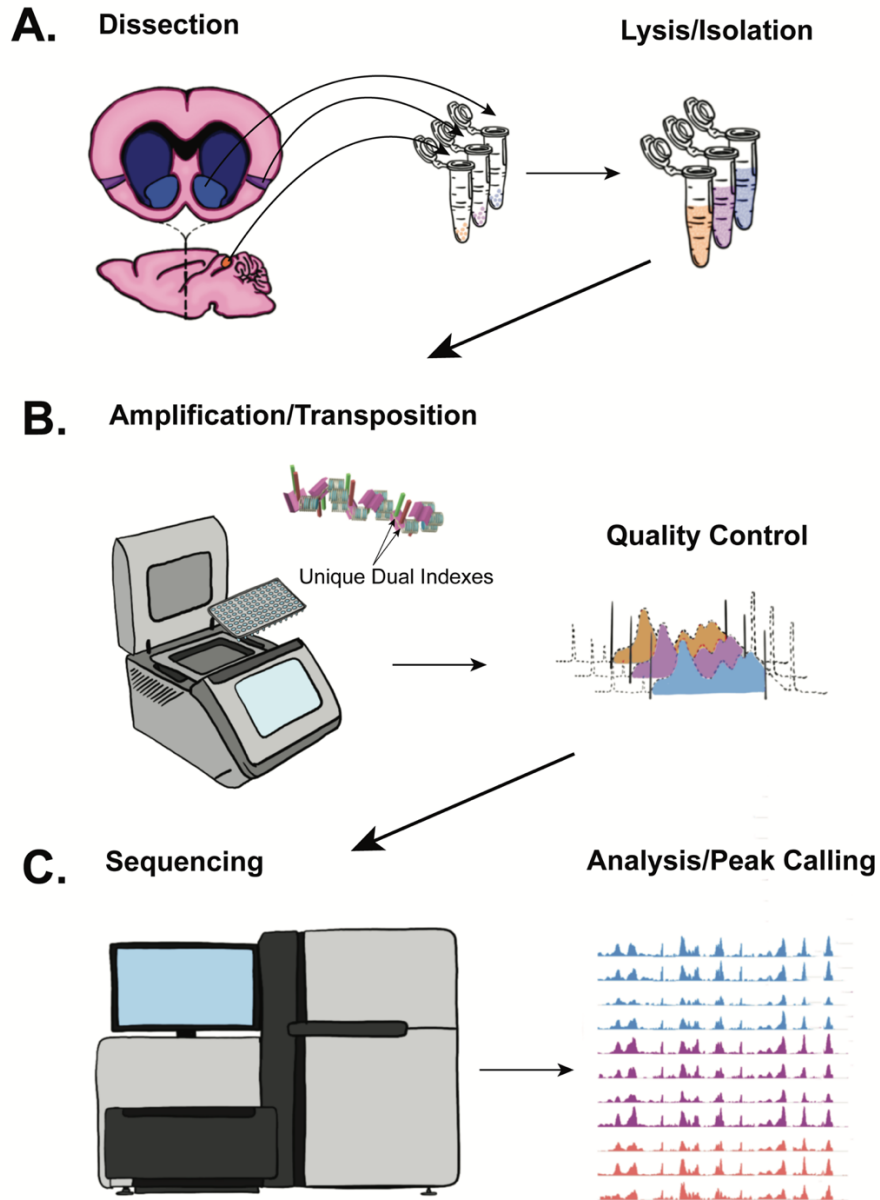 A.
Dissection
Lysis/Isolation
B.
Amplification/Transposition
Unique Dual Indexes
Quality Control
C.
Sequencing
Analysis/Peak Calling